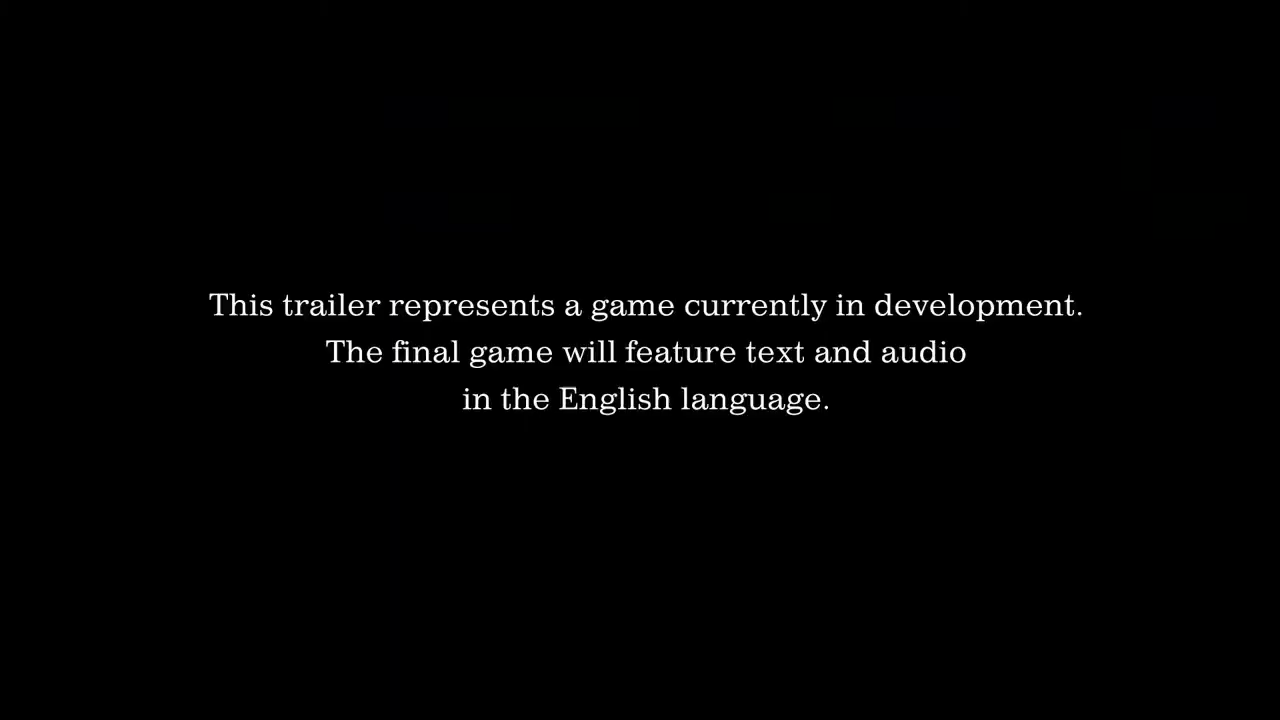 This trailer represents a game currently in development.
The final game will feature text and audio
in the English language.